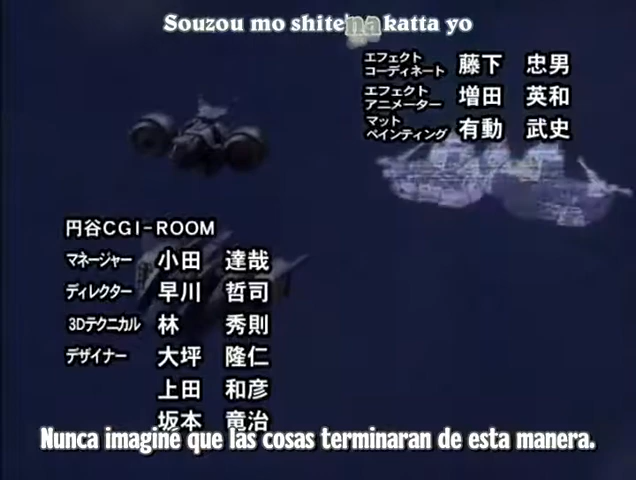 Souzou mo shitenakatta yo
エフェクト
コーディネート 藤下 忠男
エフェクト
アニメーター 増田 英和
マット
ペインティング 有動 武史
円谷CGI-ROOM
マネージャー 小田 達哉
ディレクター 早川 哲司
3Dテクニカル 林 秀則
デザイナー 大坪 隆仁
上田 和彦
坂本 竜治
Nunca imaginé que las cosas terminaran de esta manera.